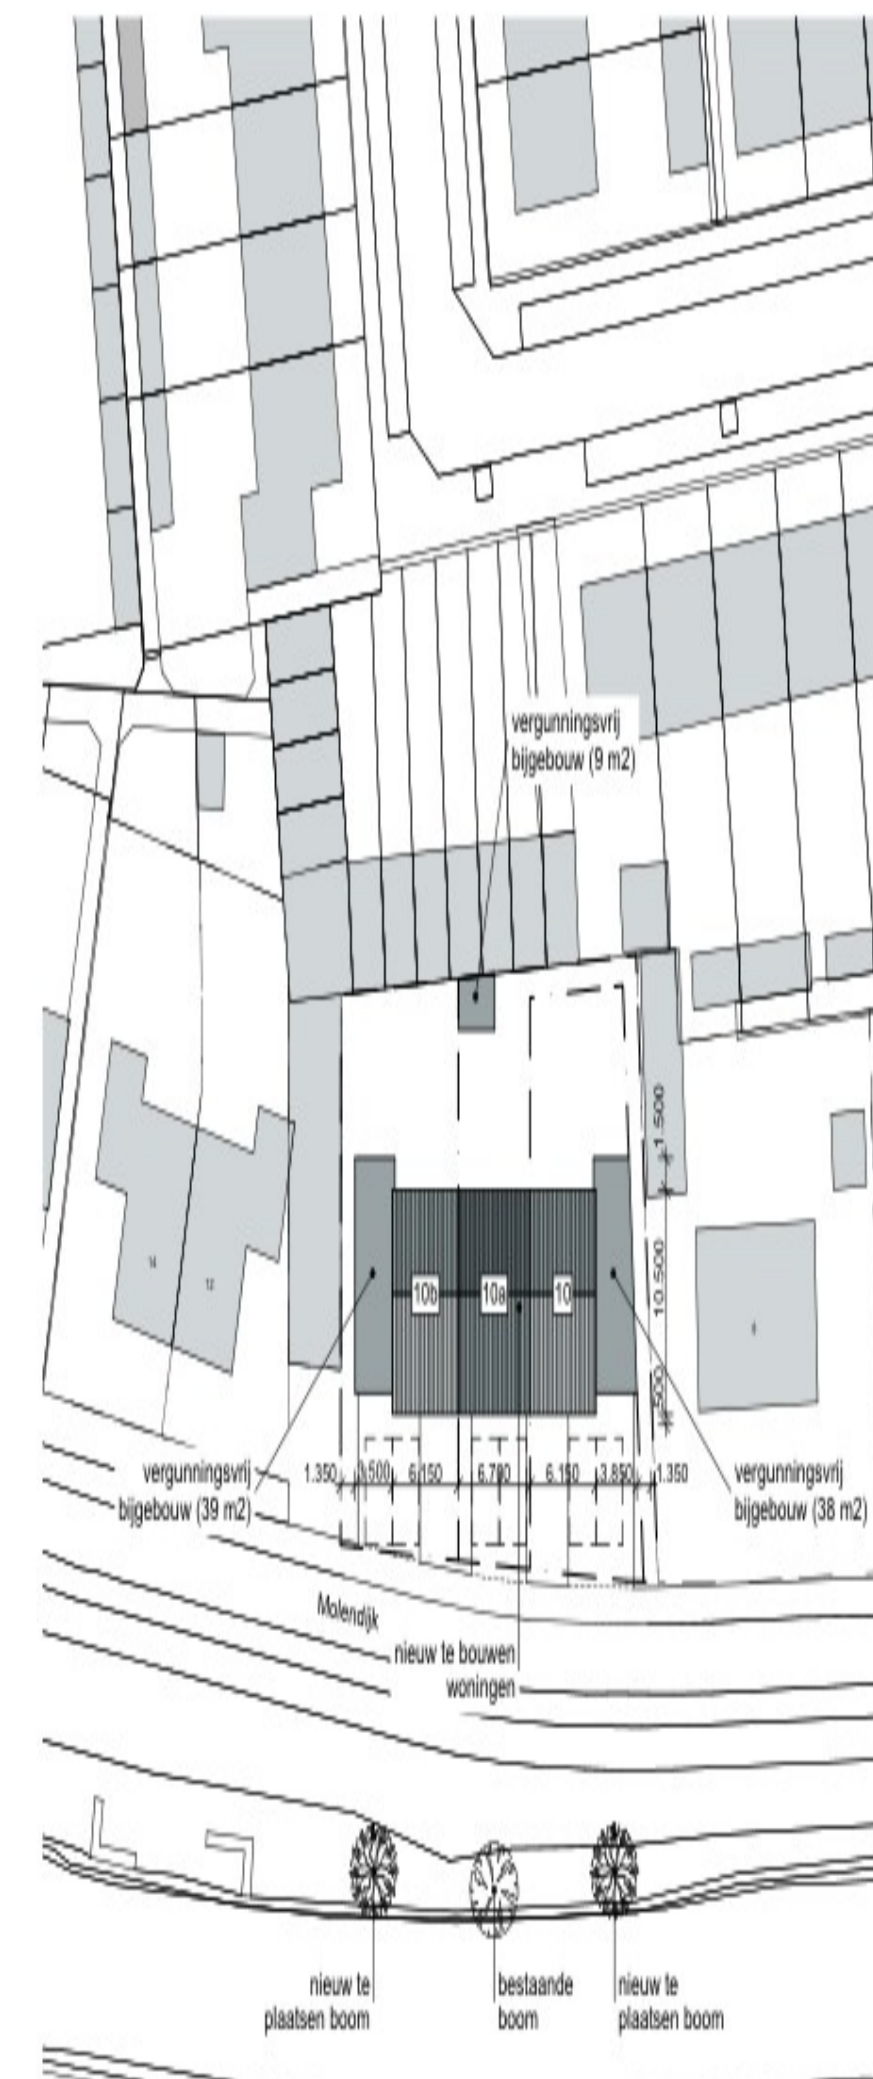 vergunningsvrij
bijgebouw (9 m2)
1.500
10.500
500
10b
10a
10
14
1.350
3.500
6.150
6.700
6.150
3.850
1.350
vergunningsvrij
bijgebouw (39 m2)
vergunningsvrij
bijgebouw (38 m2)
Molendijk
nieuw te bouwen
woningen
nieuw te
plaatsen boom
bestaande
boom
nieuw te
plaatsen boom